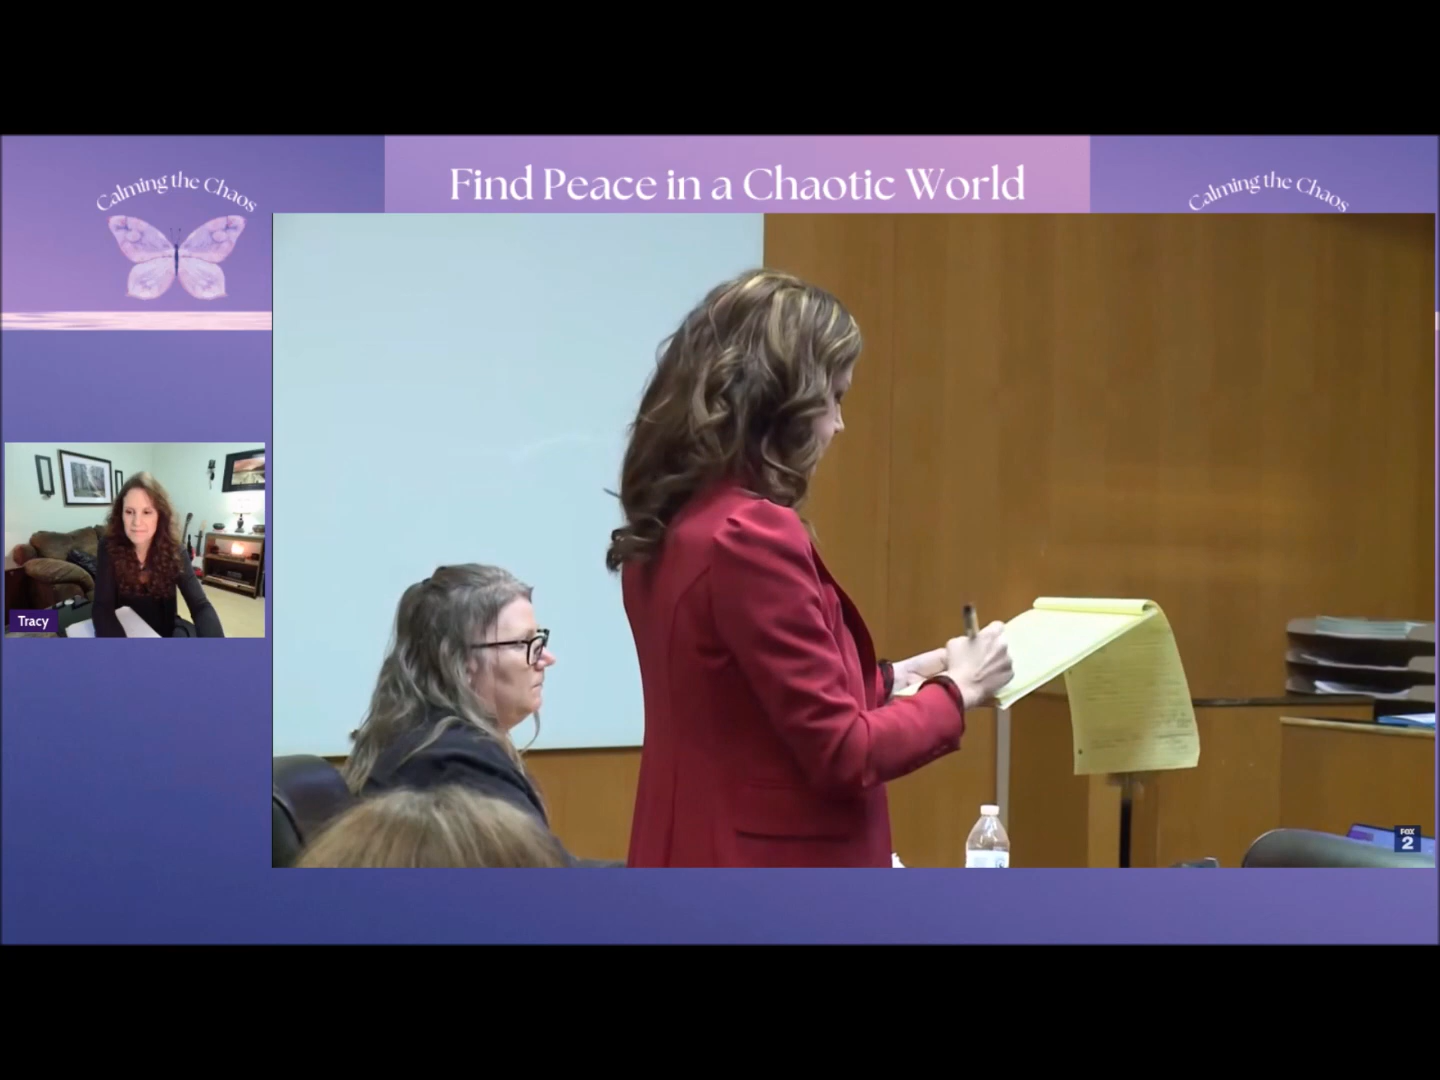 Calming the Chaos
Find Peace in a Chaotic World
Calming the Chaos
Tracy
FOX
2